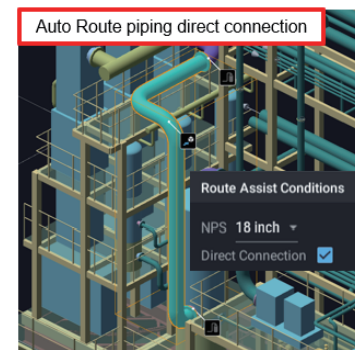 Auto Route piping direct connection
Route Assist Conditions
NPS 18 inch
Direct Connection